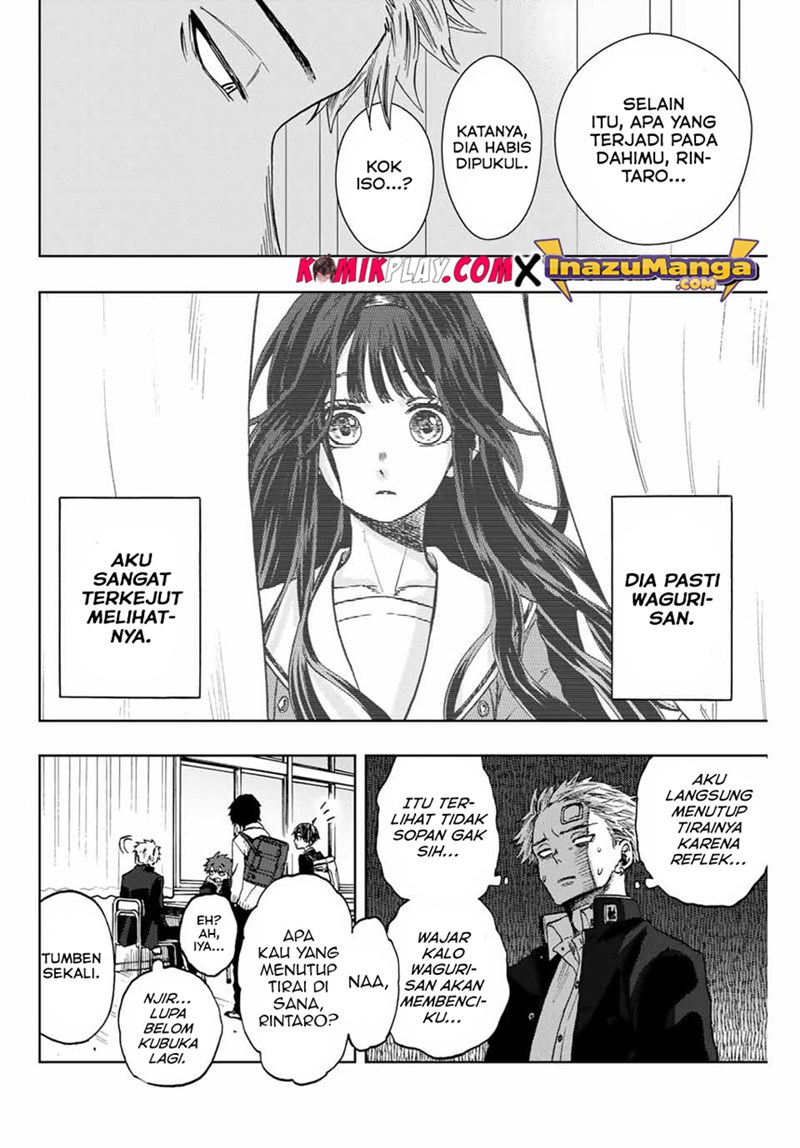 SELAIN
ITU, APA YANG
TERJADI PADA
DAHIMU, RIN-
TARO...
KATANYA,
DIA HABIS
DIPUKUL.
KOK
ISO...?
KOMIKPLAY.COM X INAZUMANGA
.COM
DIA PASTI
WAGURI-
SAN.
AKU
SANGAT
TERKEJUT
MELIHAT-
NYA.
AKU
LANGSUNG
MENUTUP
TIRAINYA
KARENA
REFLEK...
ITU TER-
LIHAT TIDAK
SOPAN GAK
SIH...
WAJAR
KALO
WAGURI-
SAN AKAN
MEMBENCI-
KU...
NAA,
APA
KAU YANG
MENUTUP
TIRAI DI
SANA,
RINTARO?
EH?
AH,
IYA...
NJIR...
LUPA
BELOM
KUBUKA
LAGI.
TUMBEN
SEKALI.